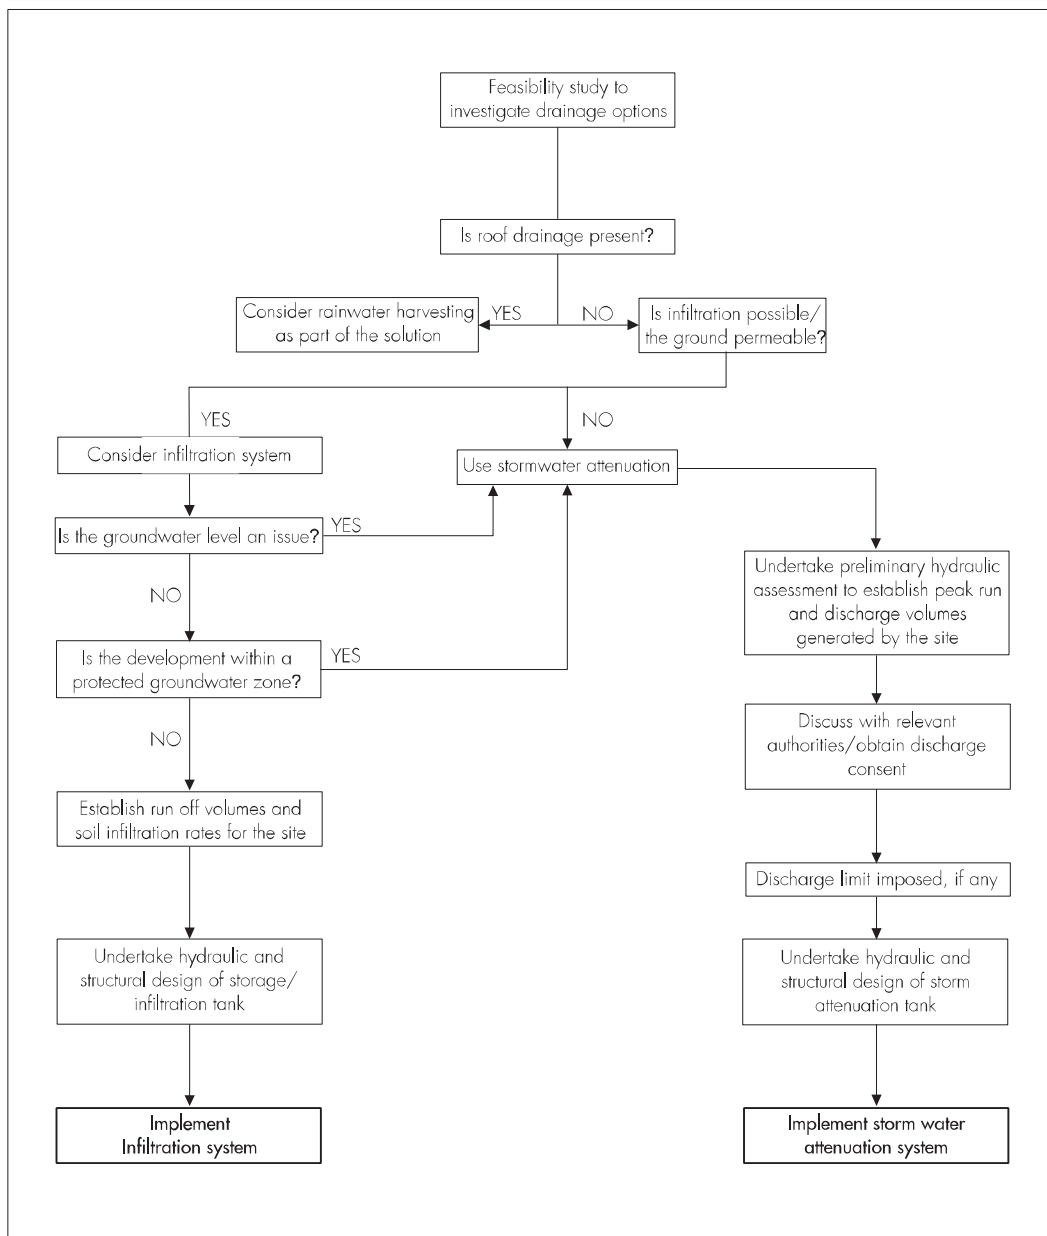 Feasibility study to
investigate drainage options
Is roof drainage present?
Consider rainwater harvesting
as part of the solution
YES
NO
Is infiltration possible/
the ground permeable?
YES
NO
Consider infiltration system
Use stormwater attenuation
Is the groundwater level an issue?
YES
Undertake preliminary hydraulic
assessment to establish peak run
and discharge volumes
generated by the site
NO
Is the development within a
protected groundwater zone?
YES
Discuss with relevant
authorities/obtain discharge
consent
NO
Establish run off volumes and
soil infiltration rates for the site
Discharge limit imposed, if any
Undertake hydraulic and
structural design of storage/
infiltration tank
Undertake hydraulic and
structural design of storm
attenuation tank
Implement
Infiltration system
Implement storm water
attenuation system